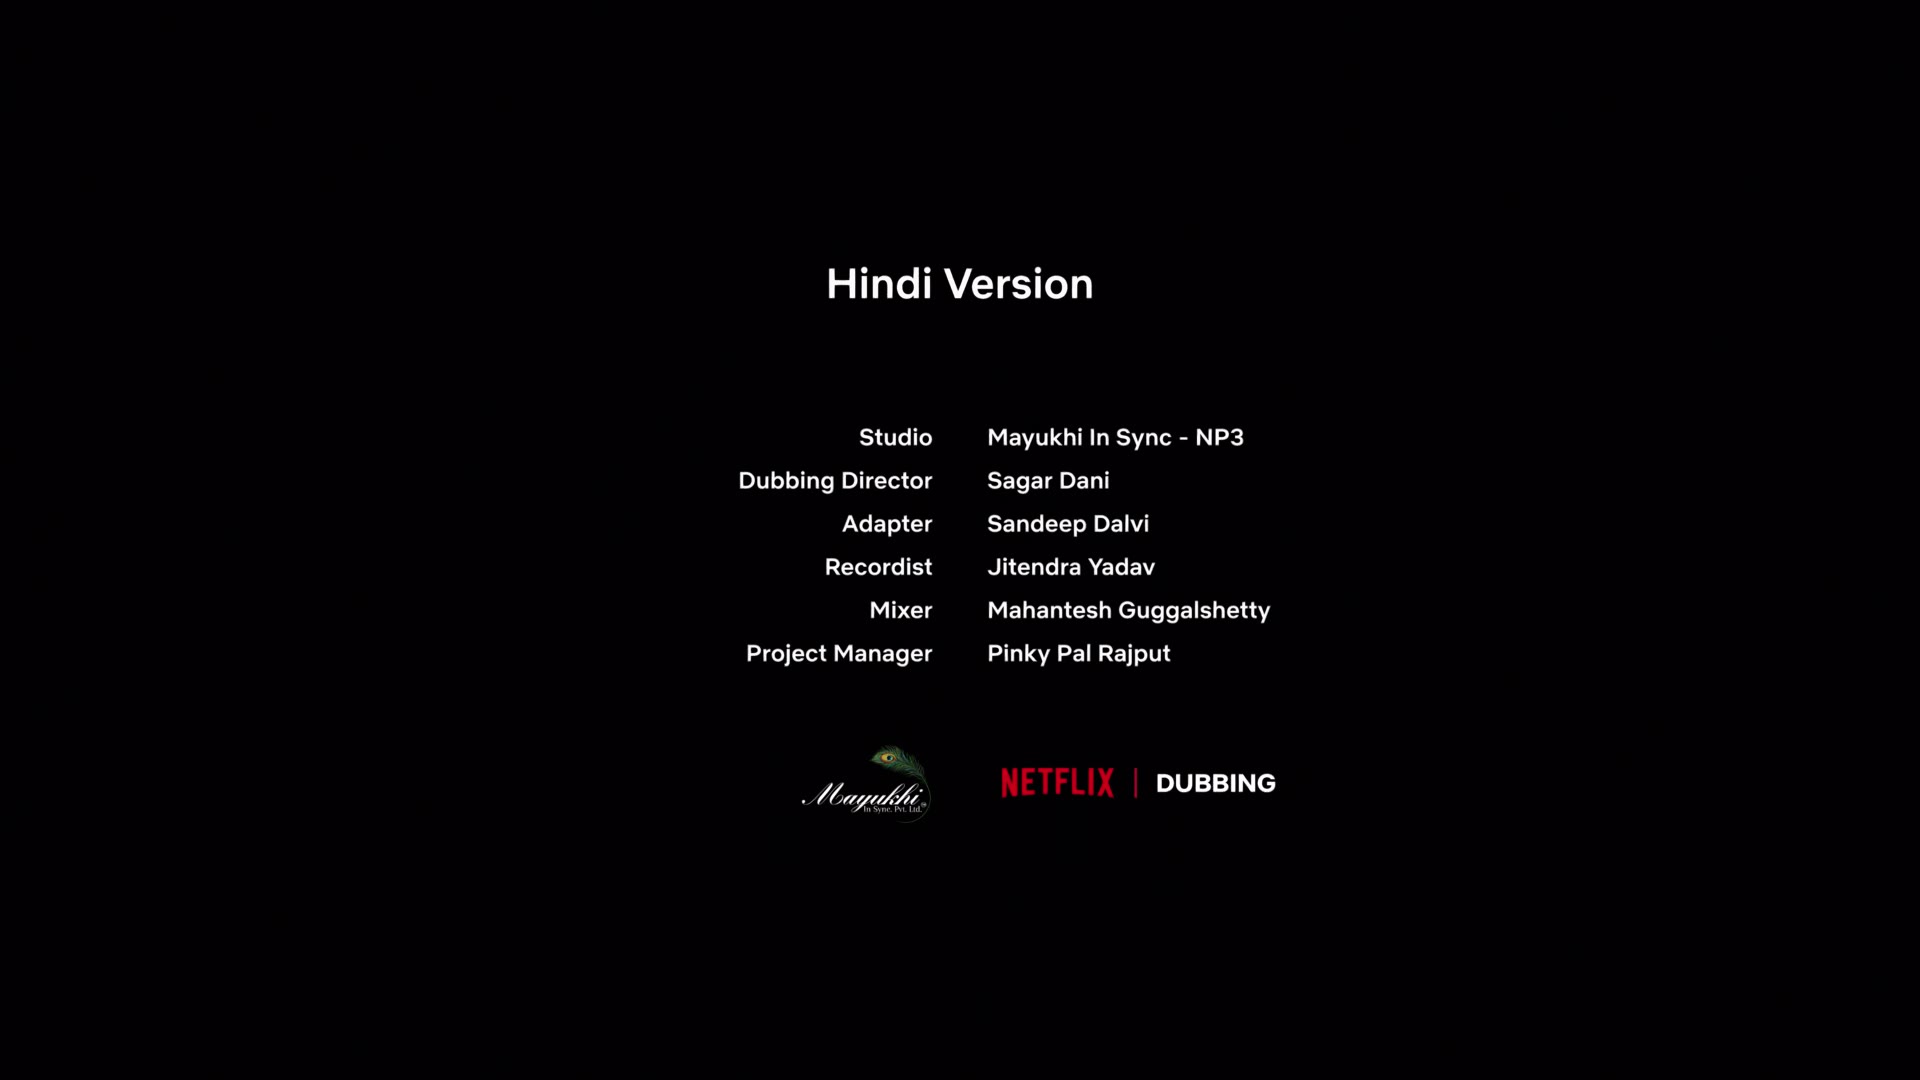 Hindi Version
Studio Mayukhi In Sync - NP3
Dubbing Director Sagar Dani
Adapter Sandeep Dalvi
Recordist Jitendra Yadav
Mixer Mahantesh Guggalshetty
Project Manager Pinky Pal Rajput
Mayukhi
In Sync. Pvt. Ltd.
NETFLIX | DUBBING